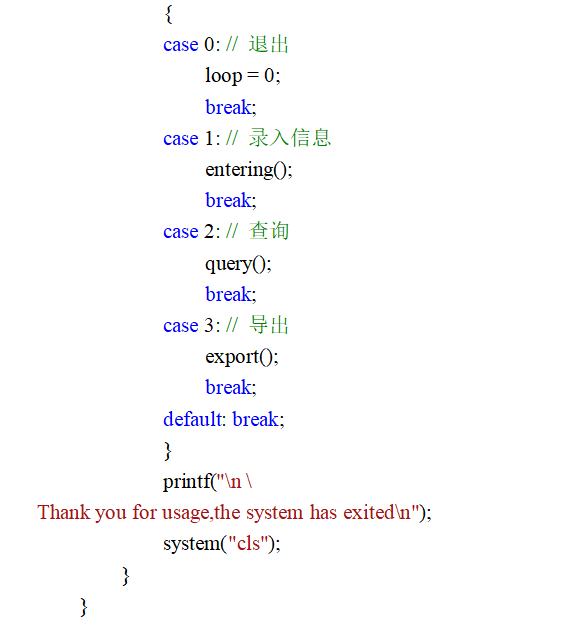 {
case 0: // 退出
loop = 0;
break;
case 1: // 录入信息
entering();
break;
case 2: // 查询
query();
break;
case 3: // 导出
export();
break;
default: break;
}
printf("\n \
Thank you for usage,the system has exited\n");
system("cls");
}
}